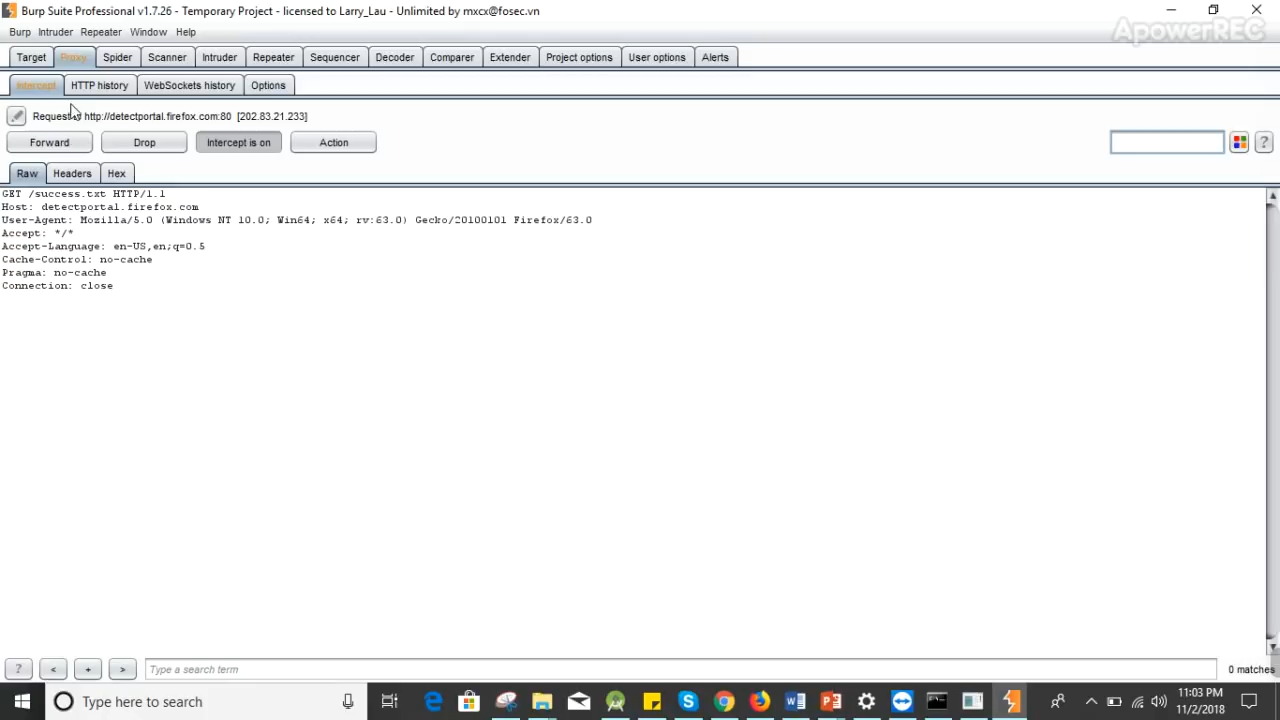 Burp Suite Professional v1.7.26 - Temporary Project - licensed to Larry_Lau - Unlimited by mxcx@fosec.vn
ApowerREC
Burp Intruder Repeater Window Help
Target Proxy Spider Scanner Intruder Repeater Sequencer Decoder Comparer Extender Project options User options Alerts
Intercept HTTP history WebSockets history Options
Request http://detectportal.firefox.com:80 [202.83.21.233]
Forward Drop Intercept is on Action ?
Raw Headers Hex
GET /success.txt HTTP/1.1
Host: detectportal.firefox.com
User-Agent: Mozilla/5.0 (Windows NT 10.0; Win64; x64; rv:63.0) Gecko/20100101 Firefox/63.0
Accept: */*
Accept-Language: en-US,en;q=0.5
Cache-Control: no-cache
Pragma: no-cache
Connection: close
? < + > Type a search term 0 matches
Type here to search
11:03 PM
11/2/2018